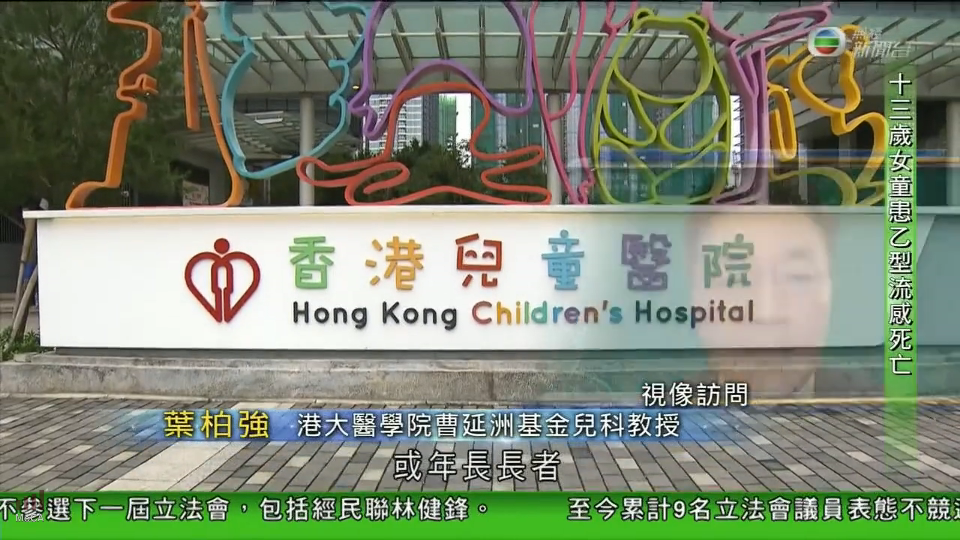 無綫
新聞台
十三歲女童患乙型流感死亡
香港兒童醫院
Hong Kong Children's Hospital
視像訪問
葉柏強 港大醫學院曹延洲基金兒科教授
或年長長者
不參選下一屆立法會，包括經民聯林健鋒。 至今累計9名立法會議員表態不競選